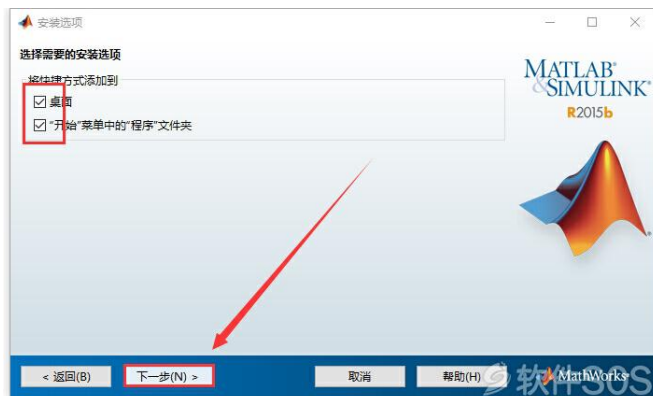 安装选项
选择需要的安装选项
将快捷方式添加到
桌面
"开始"菜单中的"程序"文件夹
MATLAB®
&SIMULINK®
R2015b
< 返回(B)
下一步(N) >
取消
帮助(H)
MathWorks®
软件SOS